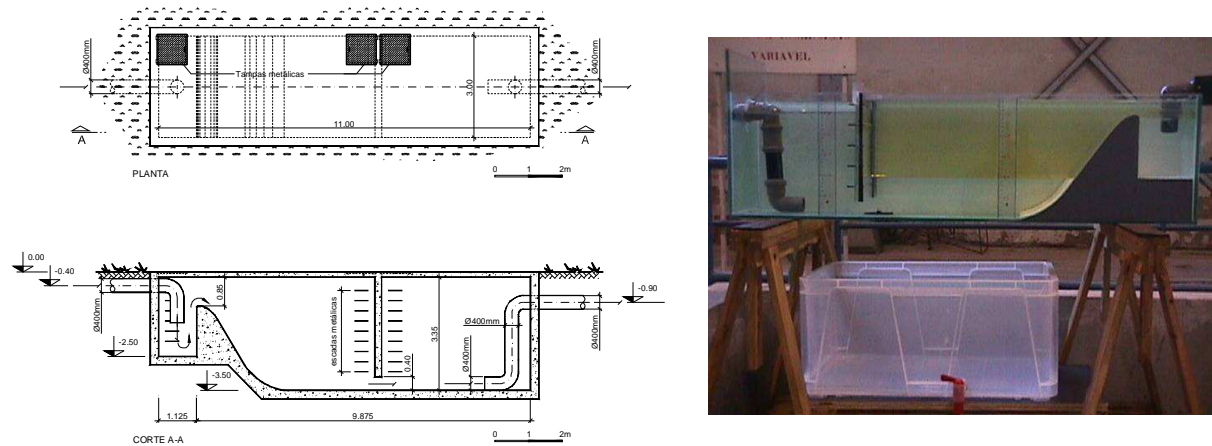 Ø400mm
Tampas metálicas
3.00
Ø400mm
11.00
A
A
PLANTA
0 1 2m
0.00
-0.40
Ø400mm
-2.50
-3.50
0.85
escadas metálicas
3.35
0.40
Ø400mm
Ø400mm
-0.90
Ø400mm
1.125
9.875
CORTE A-A
0 1 2m
VARIAVEL